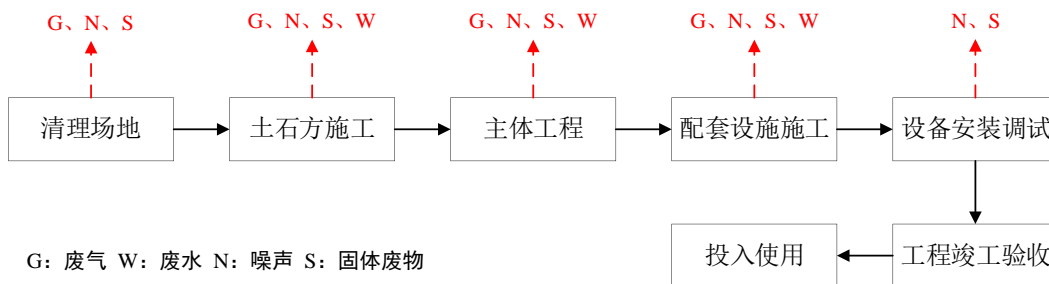 G、N、S G、N、S、W G、N、S、W G、N、S、W N、S
清理场地 土石方施工 主体工程 配套设施施工 设备安装调试
投入使用 工程竣工验收
G：废气 W：废水 N：噪声 S：固体废物